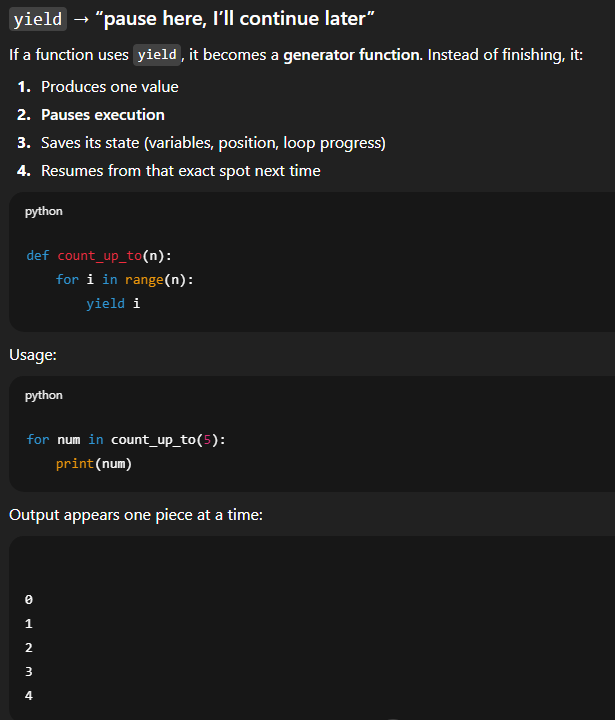 yield → “pause here, I’ll continue later”
If a function uses yield, it becomes a generator function. Instead of finishing, it:
1. Produces one value
2. Pauses execution
3. Saves its state (variables, position, loop progress)
4. Resumes from that exact spot next time
python
def count_up_to(n):
    for i in range(n):
        yield i
Usage:
python
for num in count_up_to(5):
    print(num)
Output appears one piece at a time:
0
1
2
3
4